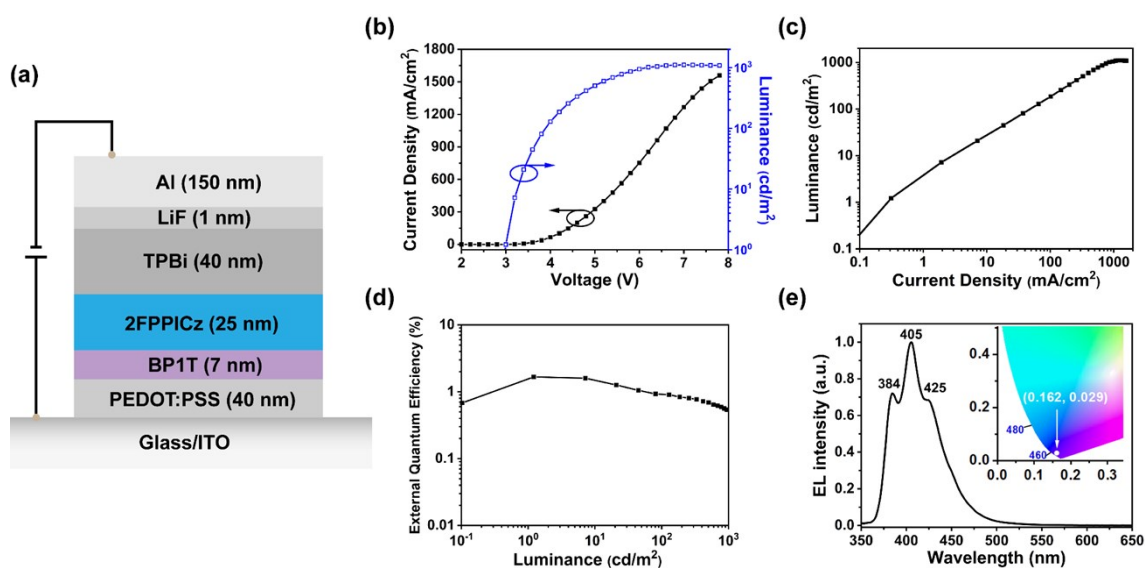 (a)
Al (150 nm)
LiF (1 nm)
TPBi (40 nm)
2FPPICz (25 nm)
BP1T (7 nm)
PEDOT:PSS (40 nm)
Glass/ITO
(b)
Current Density (mA/cm²)
1800
1500
1200
900
600
300
0
2 3 4 5 6 7 8
Voltage (V)
10³
10²
10¹
10⁰
Luminance (cd/m²)
(c)
Luminance (cd/m²)
1000
100
10
1
0.1
0.1 1 10 100 1000
Current Density (mA/cm²)
(d)
External Quantum Efficiency (%)
10
1
0.1
0.01
10⁻¹ 10⁰ 10¹ 10² 10³
Luminance (cd/m²)
(e)
EL intensity (a.u.)
1.0
0.8
0.6
0.4
0.2
0.0
350 400 450 500 550 600 650
Wavelength (nm)
384
405
425
0.4
0.2
0.0
0.0 0.1 0.2 0.3
(0.162, 0.029)
480
460